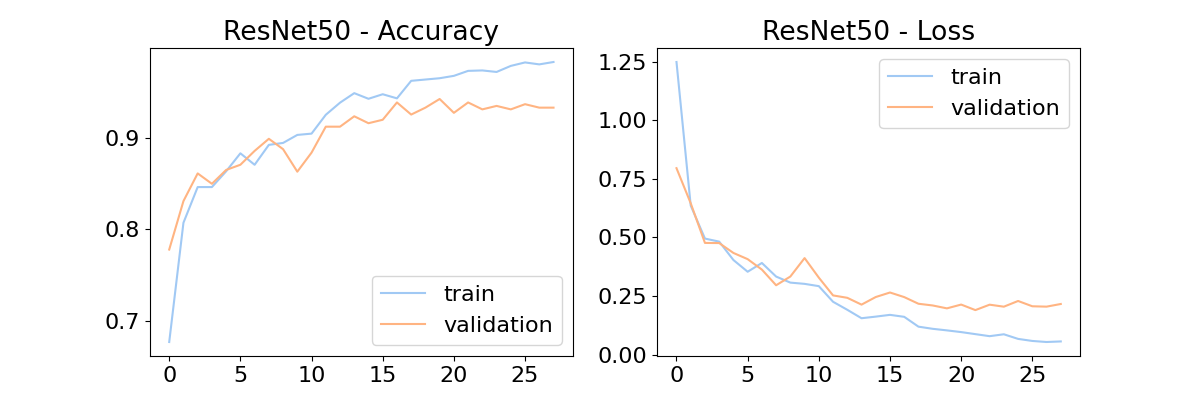 ResNet50 - Accuracy
0.9
0.8
0.7
train
validation
0 5 10 15 20 25
ResNet50 - Loss
1.25
1.00
0.75
0.50
0.25
0.00
train
validation
0 5 10 15 20 25